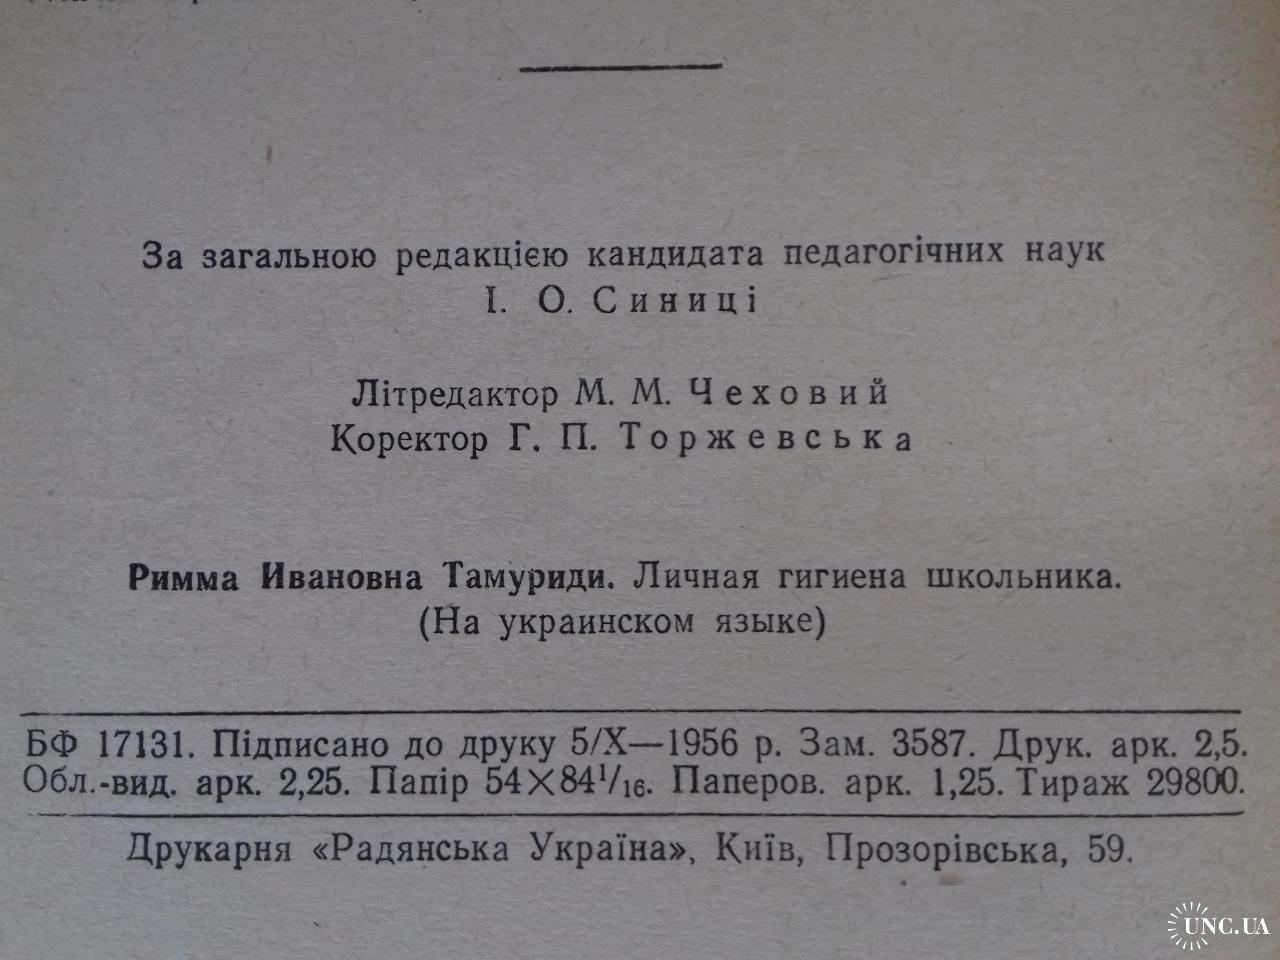 За загальною редакцією кандидата педагогічних наук
І. О. Синиці
Літредактор М. М. Чеховий
Коректор Г. П. Торжевська
Римма Ивановна Тамуриди. Личная гигиена школьника.
(На украинском языке)
БФ 17131. Підписано до друку 5/X—1956 р. Зам. 3587. Друк. арк. 2,5.
Обл.-вид. арк. 2,25. Папір 54×84¹/₁₆. Паперов. арк. 1,25. Тираж 29800.
Друкарня «Радянська Україна», Київ, Прозорівська, 59.
UNC.UA